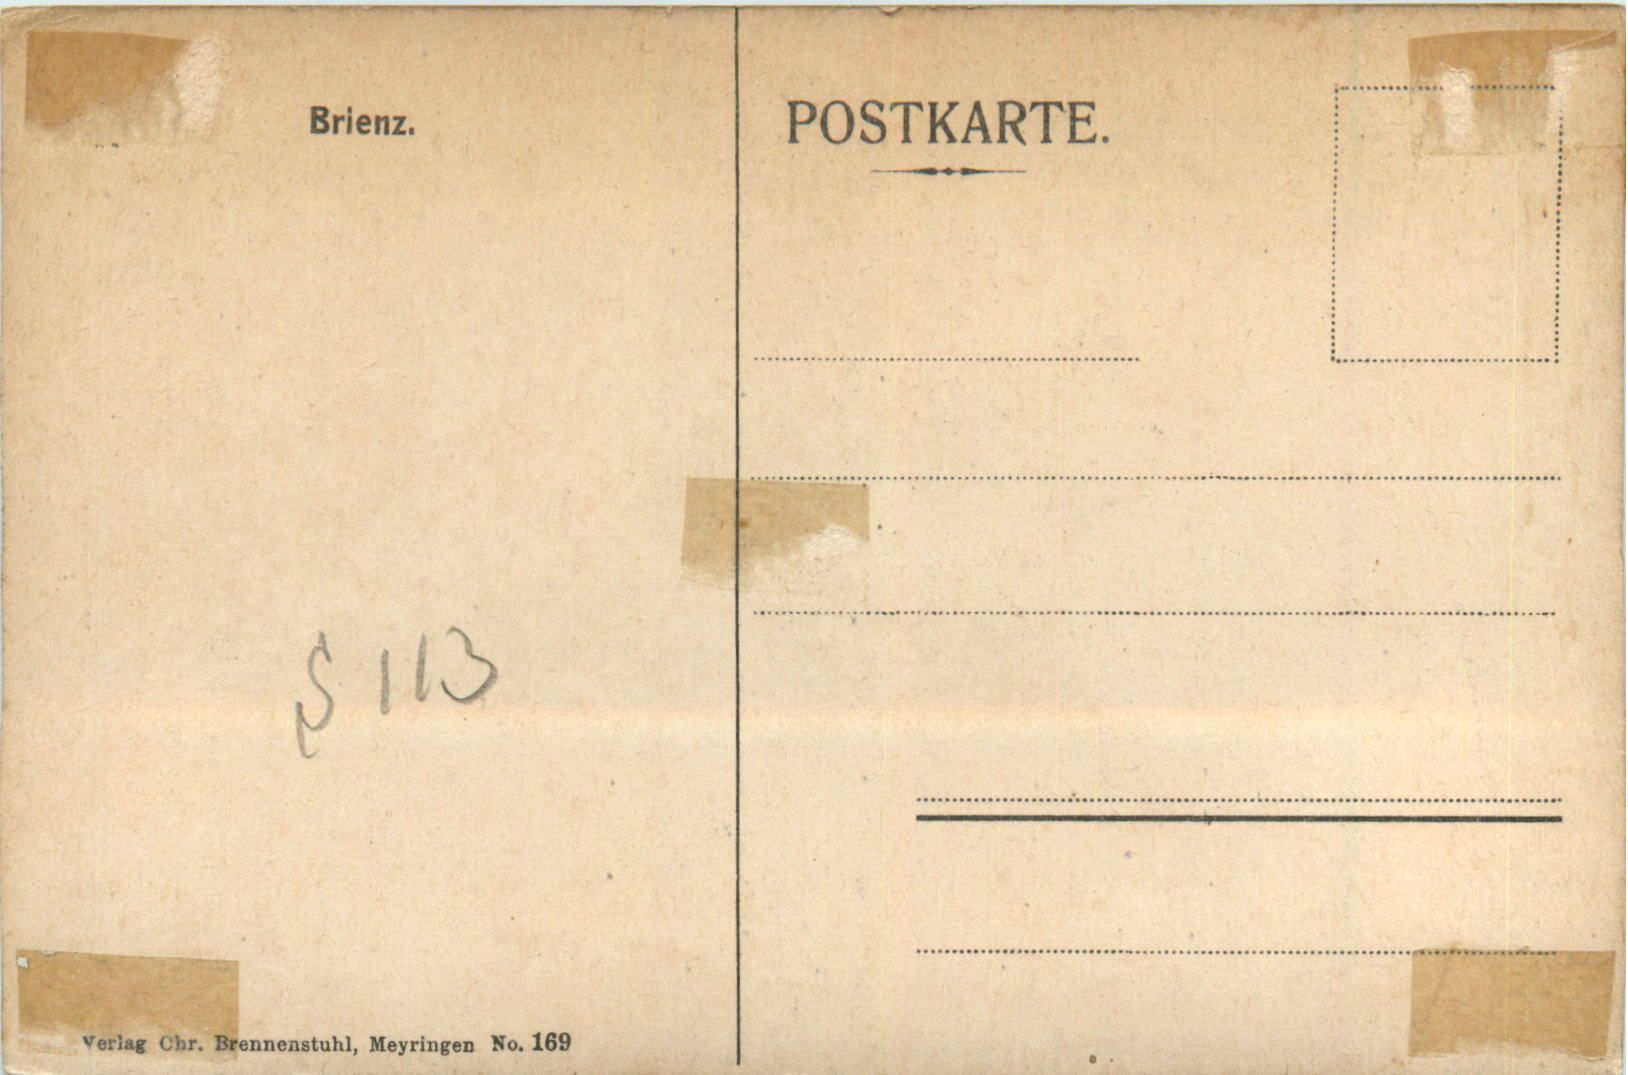 Brienz.
POSTKARTE.
S 113
Verlag Chr. Brennenstuhl, Meyringen No. 169